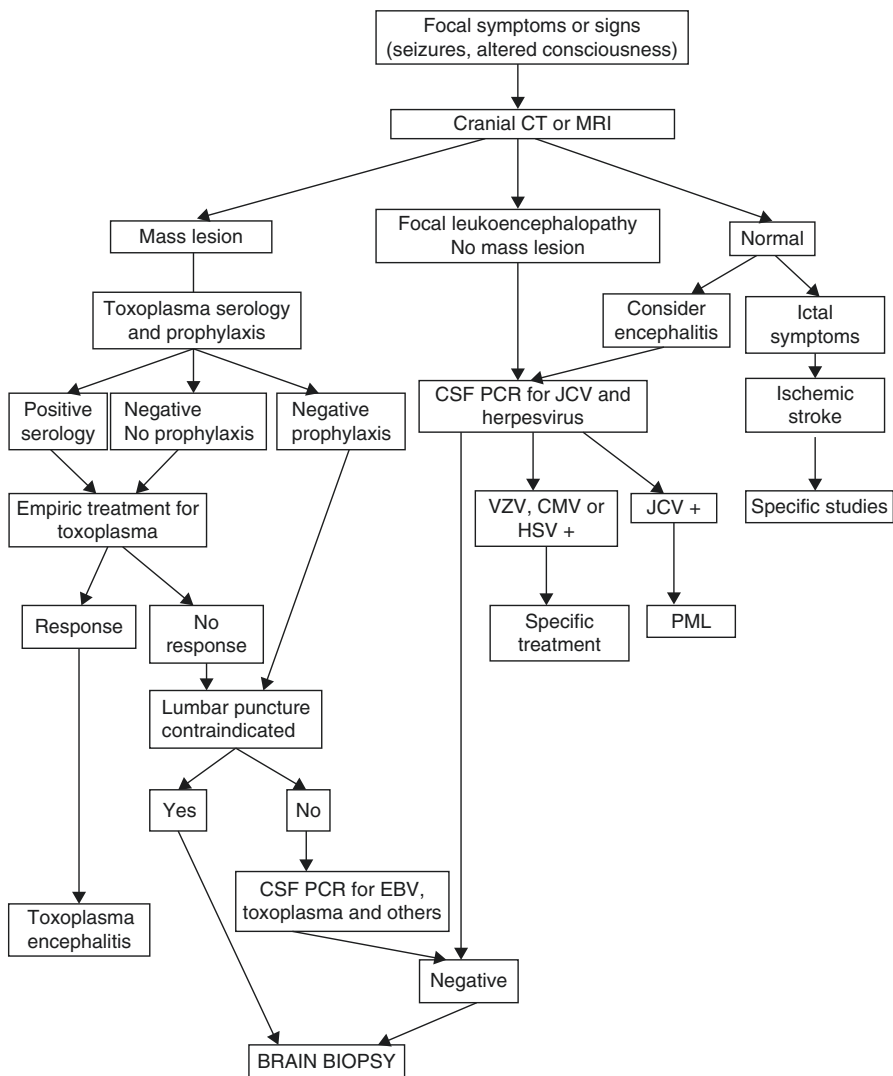 Focal symptoms or signs
(seizures, altered consciousness)
Cranial CT or MRI
Mass lesion
Focal leukoencephalopathy
No mass lesion
Normal
Toxoplasma serology
and prophylaxis
Consider
encephalitis
Ictal
symptoms
Positive
serology
Negative
No prophylaxis
Negative
prophylaxis
CSF PCR for JCV and
herpesvirus
Ischemic
stroke
Empiric treatment for
toxoplasma
VZV, CMV or
HSV +
JCV +
Specific studies
Response
No
response
Specific
treatment
PML
Lumbar puncture
contraindicated
Yes
No
CSF PCR for EBV,
toxoplasma and others
Toxoplasma
encephalitis
Negative
BRAIN BIOPSY